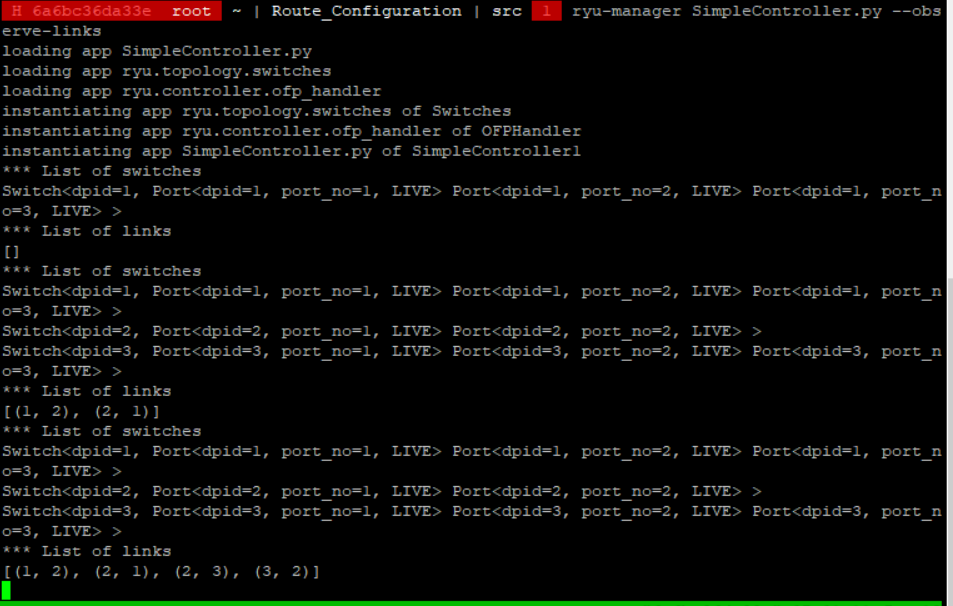 H 6a6bc36da33e root ~ | Route_Configuration | src 1 ryu-manager SimpleController.py --obs
erve-links
loading app SimpleController.py
loading app ryu.topology.switches
loading app ryu.controller.ofp_handler
instantiating app ryu.topology.switches of Switches
instantiating app ryu.controller.ofp_handler of OFPHandler
instantiating app SimpleController.py of SimpleController1
*** List of switches
Switch<dpid=1, Port<dpid=1, port_no=1, LIVE> Port<dpid=1, port_no=2, LIVE> Port<dpid=1, port_n
o=3, LIVE> >
*** List of links
[]
*** List of switches
Switch<dpid=1, Port<dpid=1, port_no=1, LIVE> Port<dpid=1, port_no=2, LIVE> Port<dpid=1, port_n
o=3, LIVE> >
Switch<dpid=2, Port<dpid=2, port_no=1, LIVE> Port<dpid=2, port_no=2, LIVE> >
Switch<dpid=3, Port<dpid=3, port_no=1, LIVE> Port<dpid=3, port_no=2, LIVE> Port<dpid=3, port_n
o=3, LIVE> >
*** List of links
[(1, 2), (2, 1)]
*** List of switches
Switch<dpid=1, Port<dpid=1, port_no=1, LIVE> Port<dpid=1, port_no=2, LIVE> Port<dpid=1, port_n
o=3, LIVE> >
Switch<dpid=2, Port<dpid=2, port_no=1, LIVE> Port<dpid=2, port_no=2, LIVE> >
Switch<dpid=3, Port<dpid=3, port_no=1, LIVE> Port<dpid=3, port_no=2, LIVE> Port<dpid=3, port_n
o=3, LIVE> >
*** List of links
[(1, 2), (2, 1), (2, 3), (3, 2)]